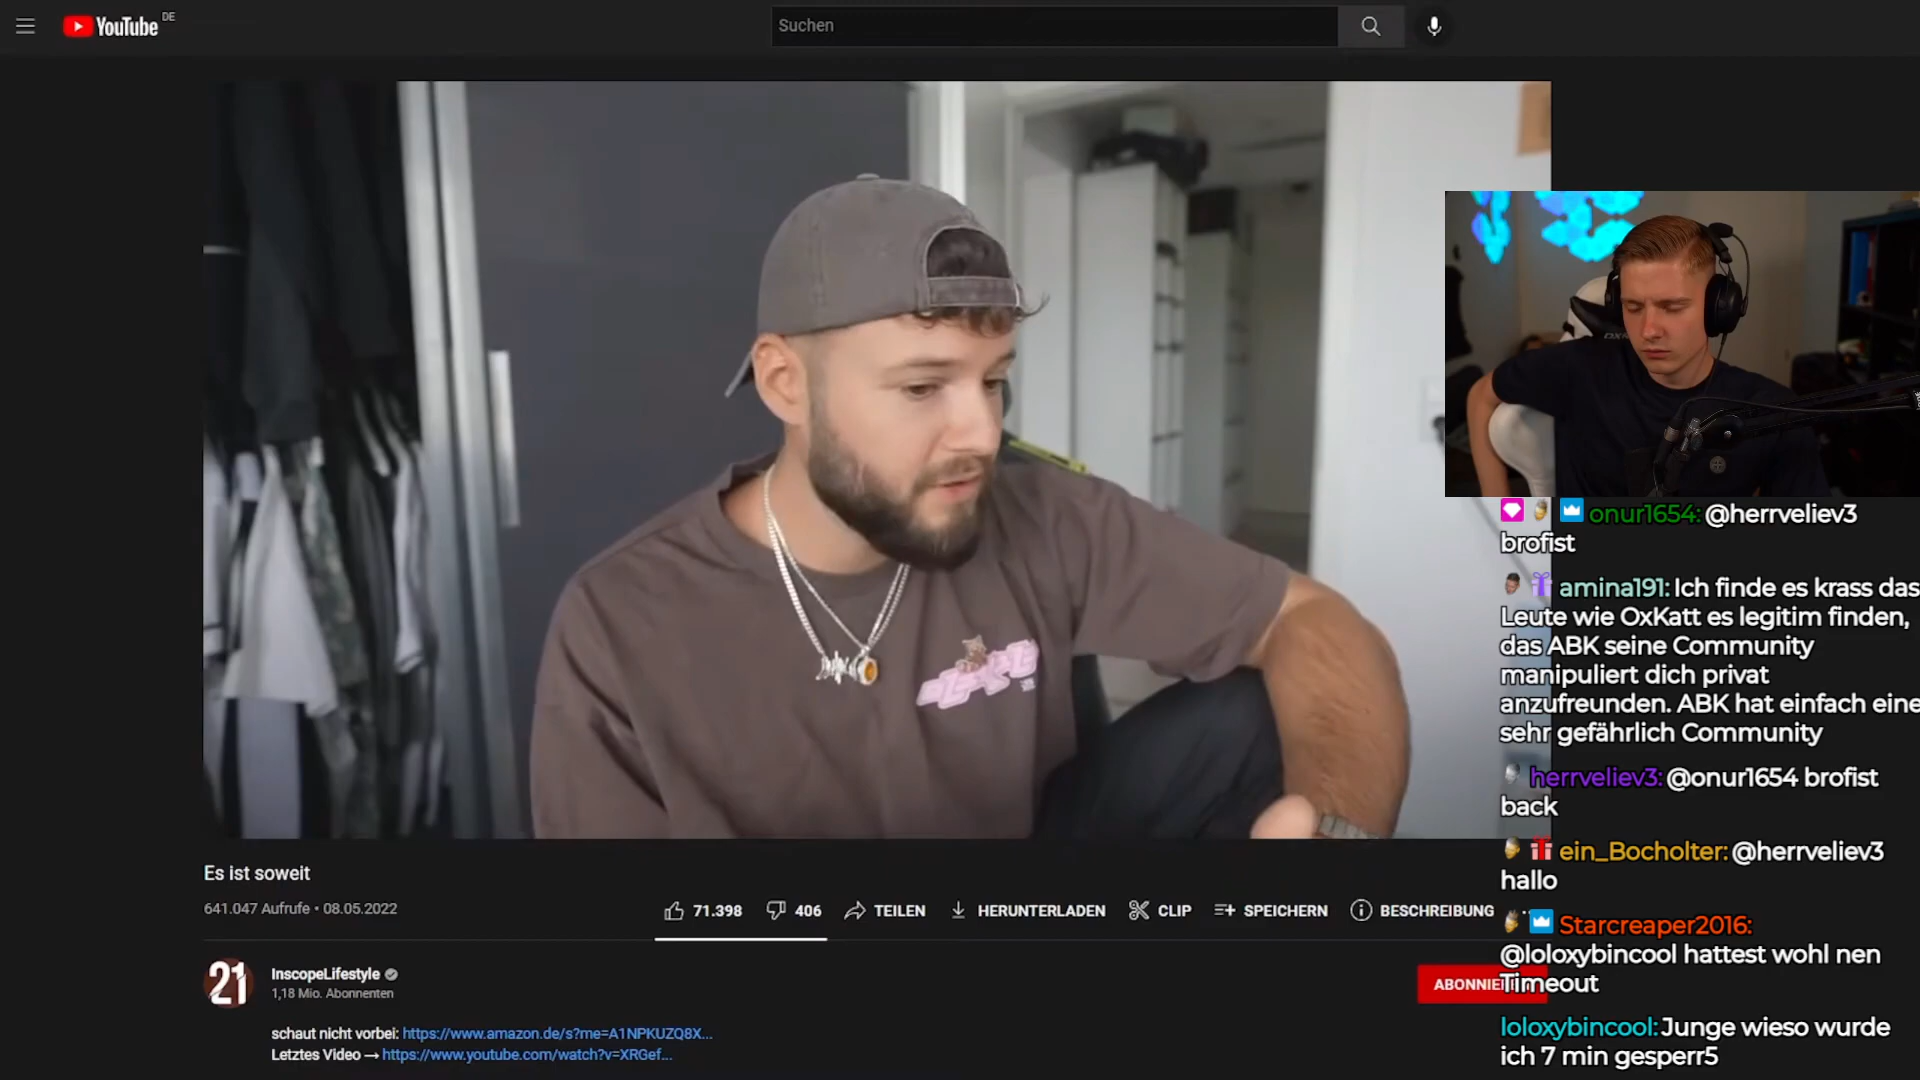 YouTube DE
Suchen
onur1654: @herrveliev3
brofist
amina191: Ich finde es krass das
Leute wie OxKatt es legitim finden,
das ABK seine Community
manipuliert dich privat
anzufreunden. ABK hat einfach eine
sehr gefährlich Community
herrveliev3: @onur1654 brofist
back
ein_Bocholter: @herrveliev3
hallo
Starcreaper2016:
@loloxybincool hattest wohl nen
Timeout
loloxybincool: Junge wieso wurde
ich 7 min gesperr5
Es ist soweit
641.047 Aufrufe • 08.05.2022
71.398 406 TEILEN HERUNTERLADEN CLIP SPEICHERN BESCHREIBUNG
21
InscopeLifestyle
1,18 Mio. Abonnenten
schaut nicht vorbei: https://www.amazon.de/s?me=A1NPKUZQ8X...
Letztes Video → https://www.youtube.com/watch?v=XRGef...